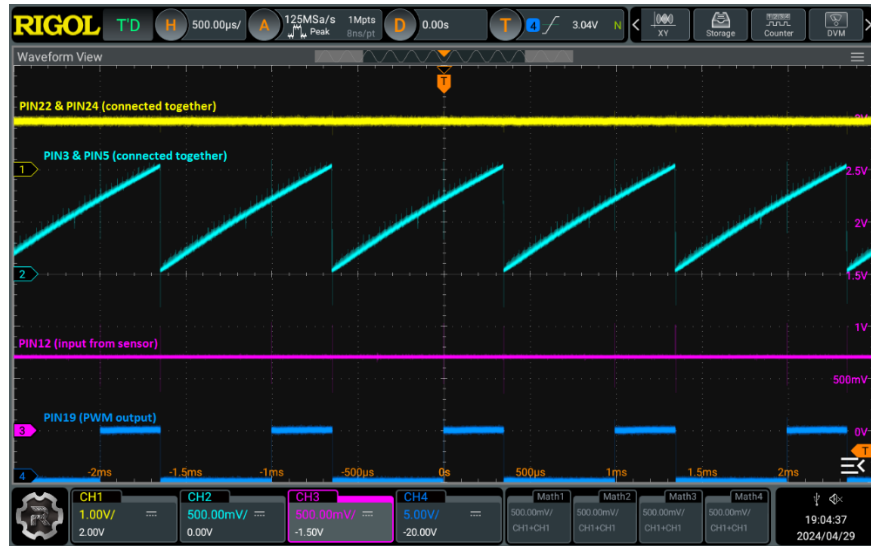 RIGOL T'D H 500.00μs/ A 125MSa/s 1Mpts D 0.00s T 4 3.04V N XY Storage Counter DVM
Peak 8ns/pt
Waveform View
T
PIN22 & PIN24 (connected together)
PIN3 & PIN5 (connected together)
1
2.5V
2V
2
1.5V
1V
PIN12 (input from sensor)
500mV
PIN19 (PWM output)
3
0V
T
4 -2ms -1.5ms -1ms -500μs 0s 500μs 1ms 1.5ms 2ms
CH1 CH2 CH3 CH4 Math1 Math2 Math3 Math4
1.00V/ 500.00mV/ 500.00mV/ 5.00V/ 500.00mV/ 500.00mV/ 500.00mV/ 500.00mV/
2.00V 0.00V -1.50V -20.00V CH1+CH1 CH1+CH1 CH1+CH1 CH1+CH1
19:04:37
2024/04/29